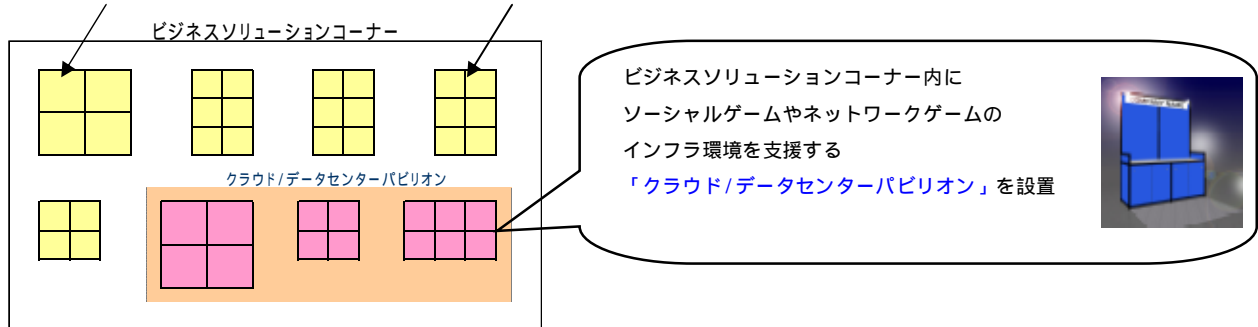 ビジネスソリューションコーナー
クラウド/データセンターパビリオン
ビジネスソリューションコーナー内に
ソーシャルゲームやネットワークゲームの
インフラ環境を支援する
「クラウド/データセンターパビリオン」を設置